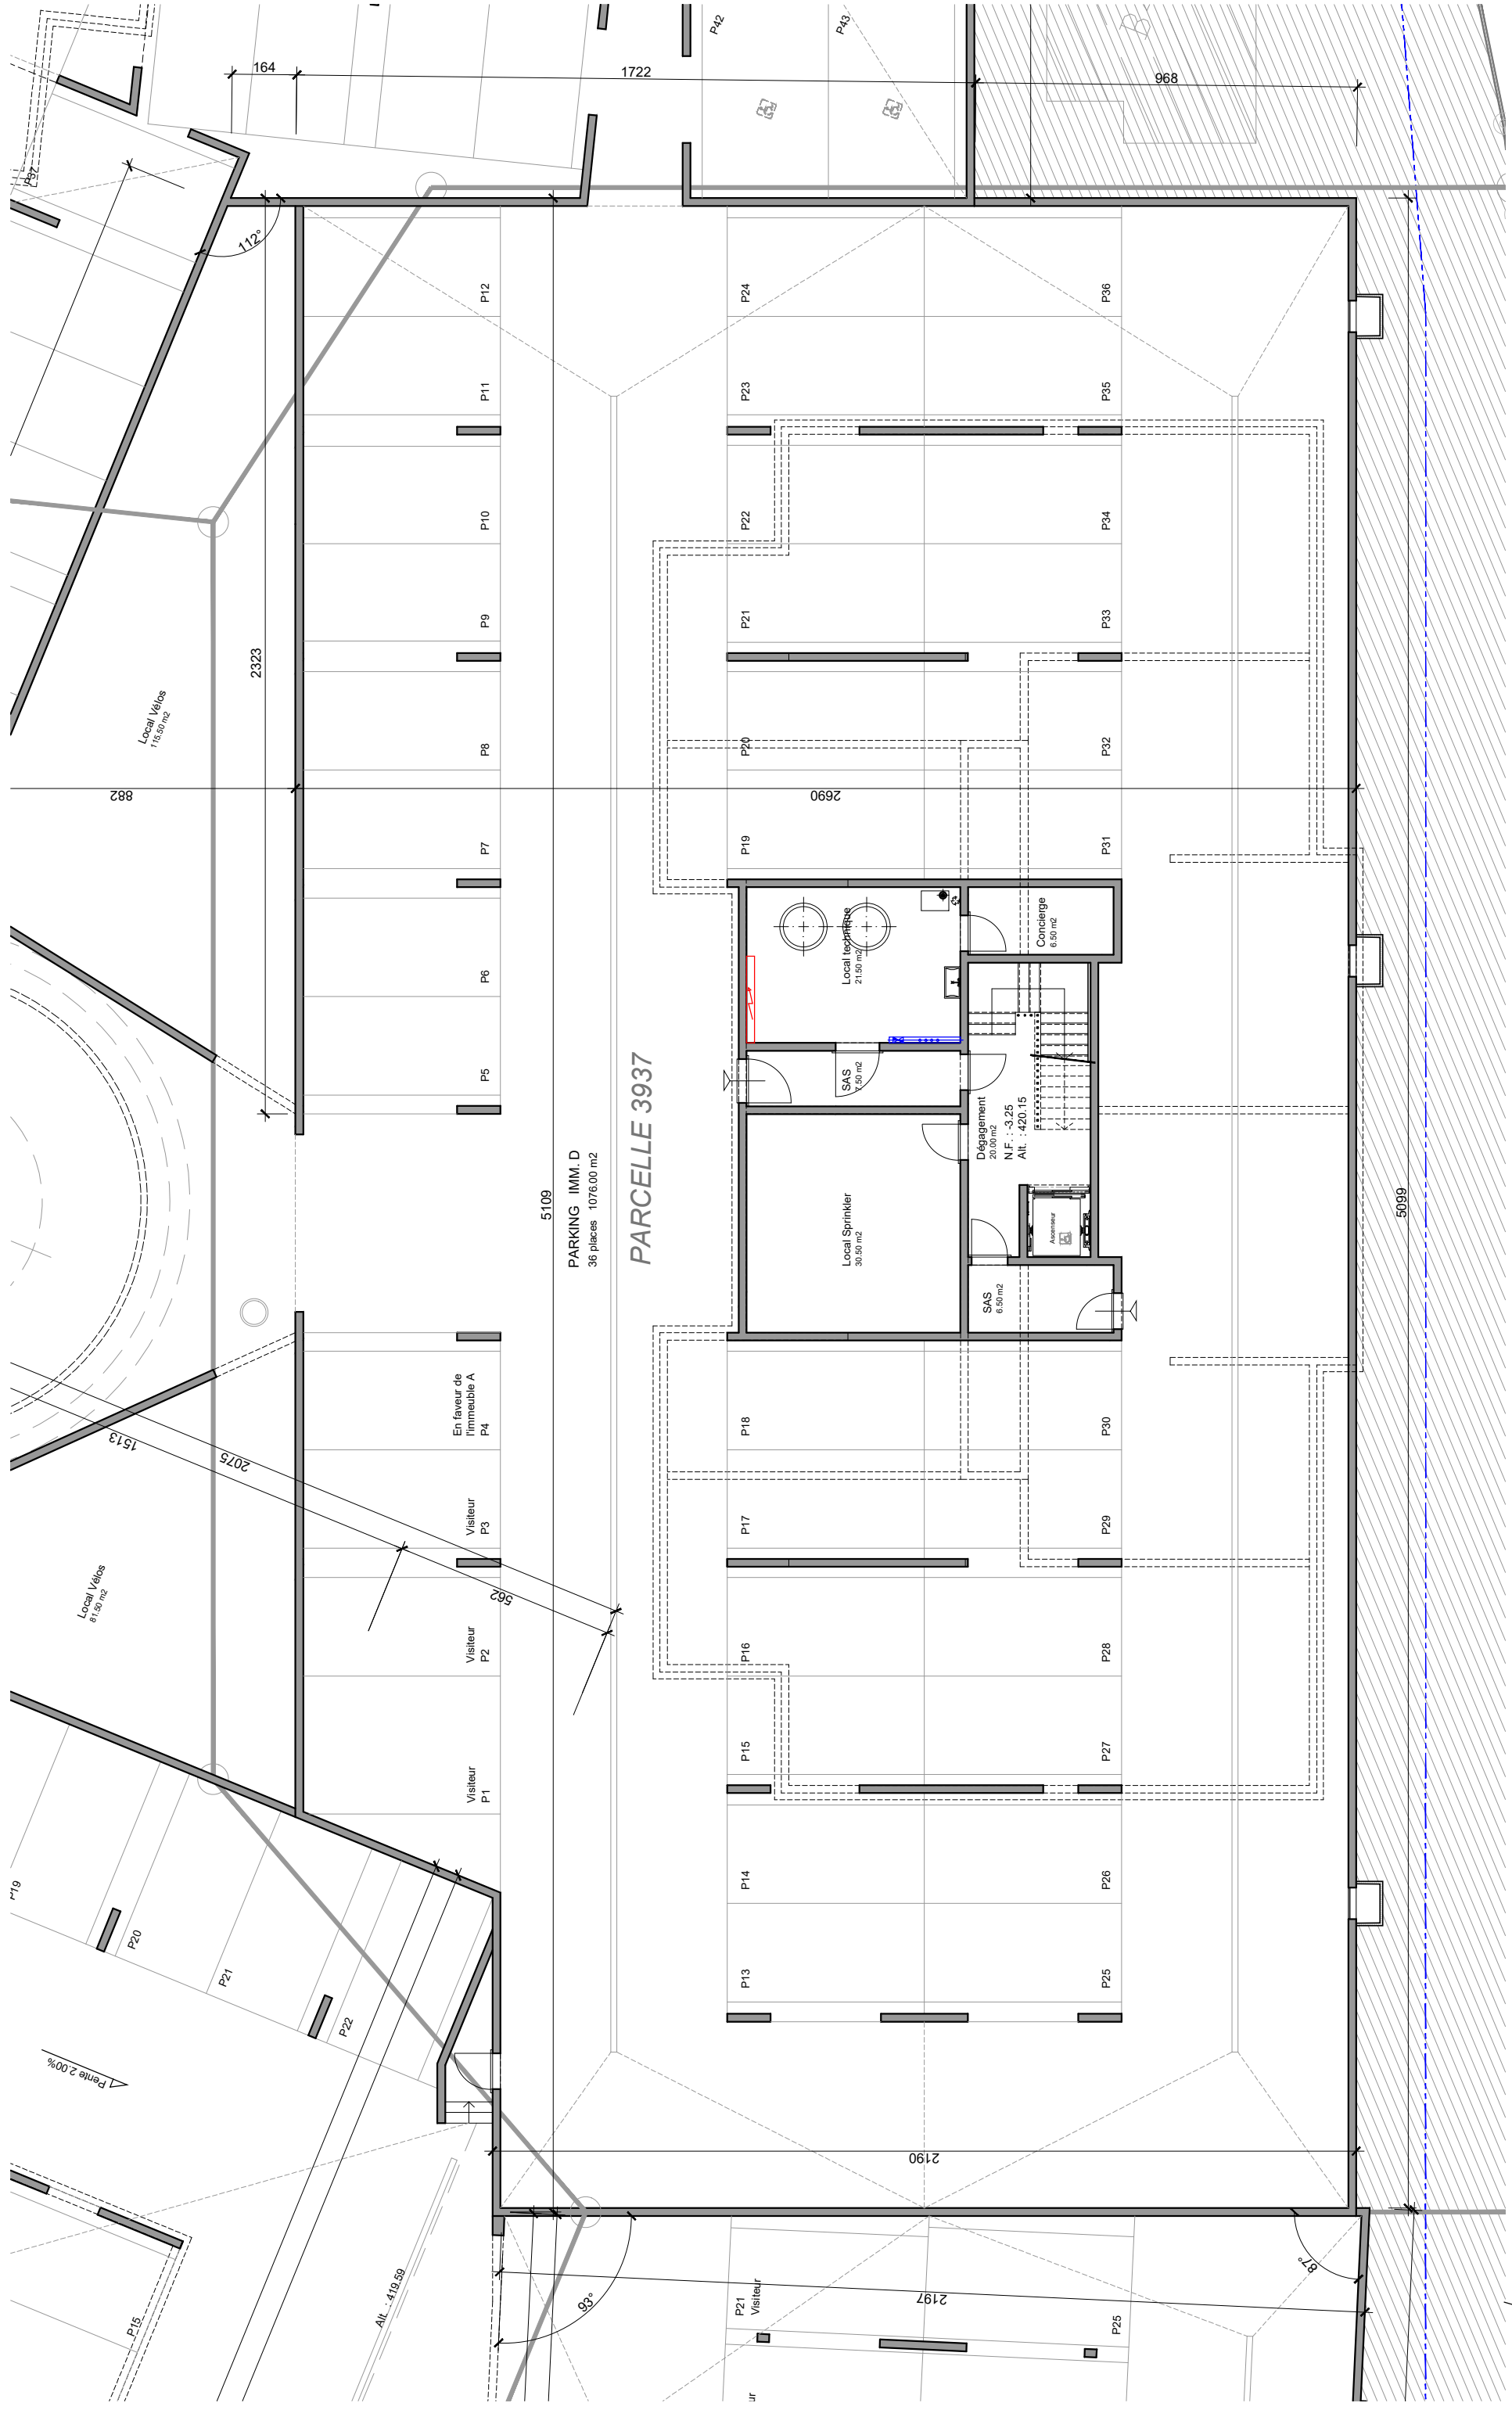 164
1722
968
P42
P43
B
P37
112°
P12
P24
P36
P11
P23
P35
P10
P22
P34
P9
P21
P33
2323
Local Vélos
115.50 m2
P8
P20
P32
882
2690
P7
P19
P31
Local technique
21.50 m2
Concierge
6.50 m2
P6
P5
SAS
7.50 m2
Dégagement
20.00 m2
N.F. : -3.25
Alt. : 420.15
PARCELLE 3937
PARKING IMM. D
36 places 1076.00 m2
5109
5099
Local Sprinkler
30.50 m2
Ascenseur
SAS
6.50 m2
En faveur de
l'immeuble A
P4
P18
P30
1513
2075
Visiteur
P3
P17
P29
562
Local Vélos
81.50 m2
Visiteur
P2
P16
P28
Visiteur
P1
P15
P27
P19
P20
P21
P22
P14
P26
P13
P25
Pente 2.00%
2190
Alt. : 419.59
P15
93°
87°
2197
P21
Visiteur
P25
ur